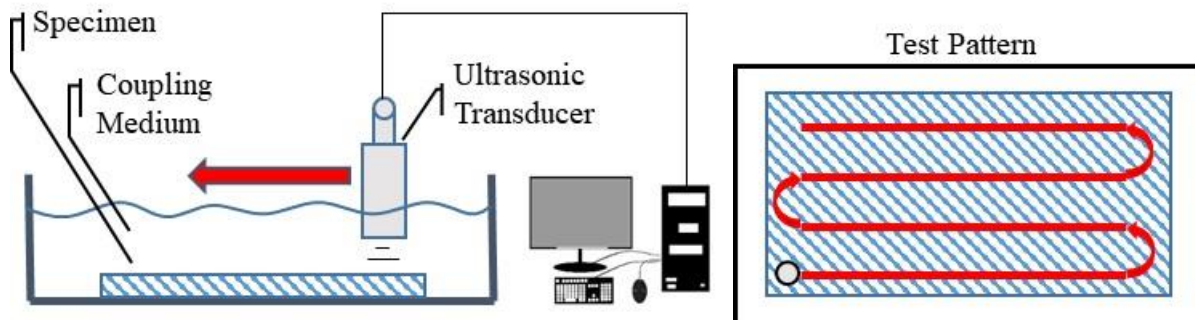 Specimen
Coupling
Medium
Ultrasonic
Transducer
Test Pattern